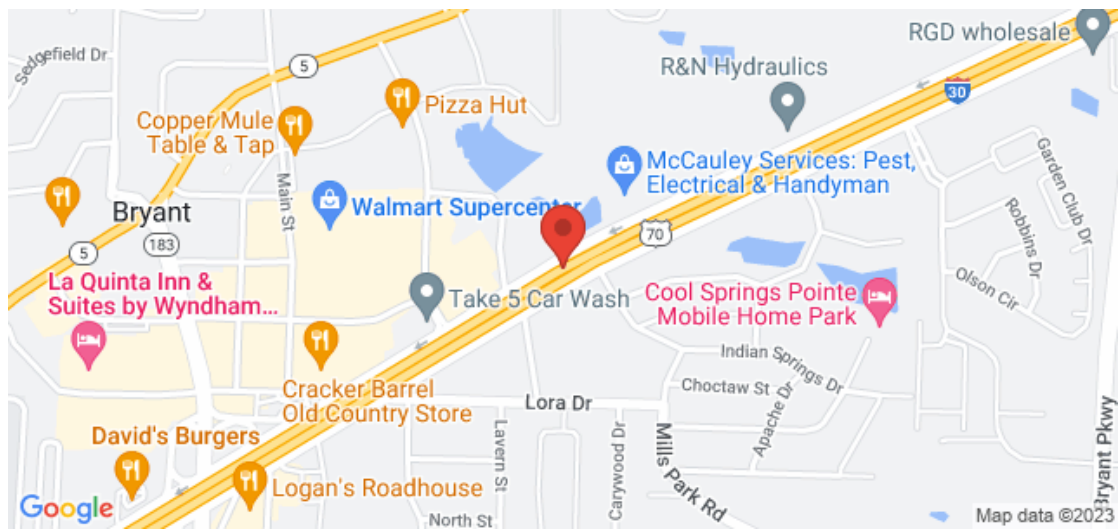 RGD wholesale
Sedgefield Dr
5
R&N Hydraulics
30
Pizza Hut
Copper Mule
Table & Tap
McCauley Services: Pest,
Electrical & Handyman
Main St
Walmart Supercenter
Bryant
183
5
70
Garden Club Dr
Robbins Dr
Olson Cir
La Quinta Inn &
Suites by Wyndham...
Take 5 Car Wash
Cool Springs Pointe
Mobile Home Park
Indian Springs Dr
Choctaw St
Apache Dr
Cracker Barrel
Old Country Store
Lora Dr
Lavern St
Carywood Dr
Mills Park Rd
Bryant Pkwy
David's Burgers
Logan's Roadhouse
North St
Google
Map data ©2023